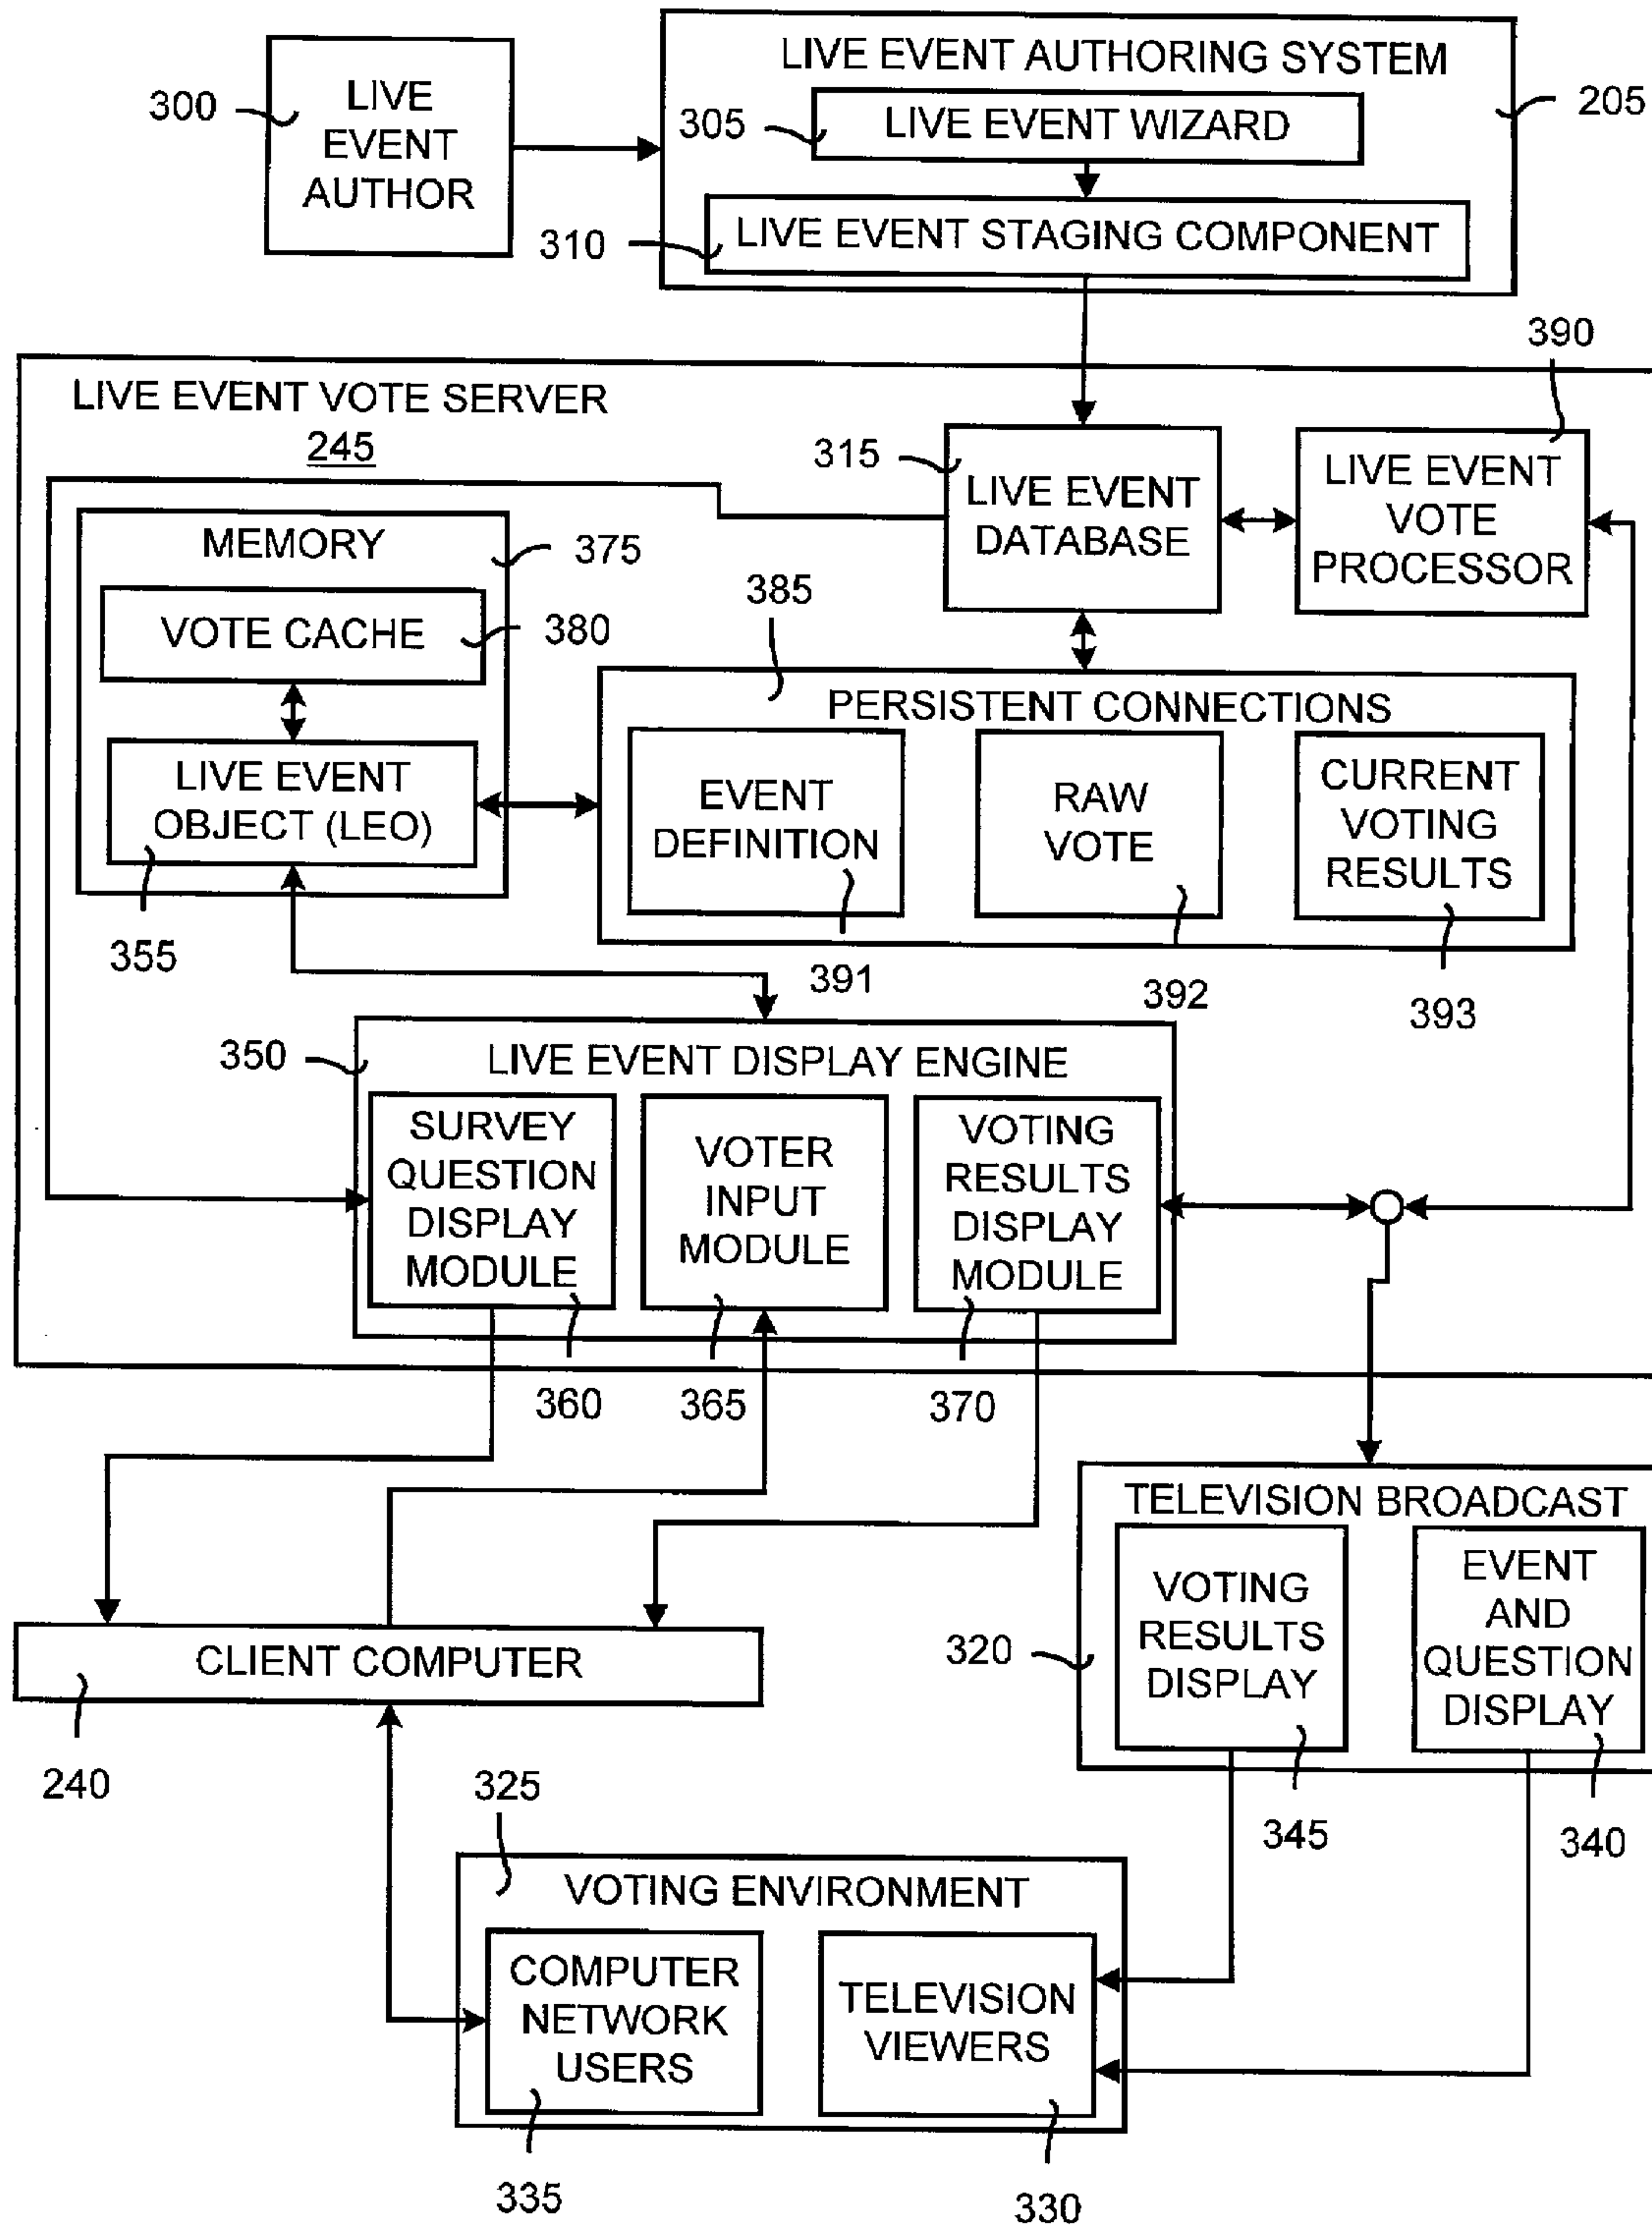 LIVE EVENT AUTHORING SYSTEM
205
LIVE
EVENT
AUTHOR
300
305
LIVE EVENT WIZARD
310
LIVE EVENT STAGING COMPONENT
390
LIVE EVENT VOTE SERVER
245
315
LIVE EVENT
DATABASE
LIVE EVENT
VOTE
PROCESSOR
MEMORY
375
VOTE CACHE
380
LIVE EVENT
OBJECT (LEO)
355
385
PERSISTENT CONNECTIONS
EVENT
DEFINITION
391
RAW
VOTE
392
CURRENT
VOTING
RESULTS
393
350
LIVE EVENT DISPLAY ENGINE
SURVEY
QUESTION
DISPLAY
MODULE
360
VOTER
INPUT
MODULE
365
VOTING
RESULTS
DISPLAY
MODULE
370
CLIENT COMPUTER
240
TELEVISION BROADCAST
320
VOTING
RESULTS
DISPLAY
345
EVENT
AND
QUESTION
DISPLAY
340
325
VOTING ENVIRONMENT
COMPUTER
NETWORK
USERS
335
TELEVISION
VIEWERS
330